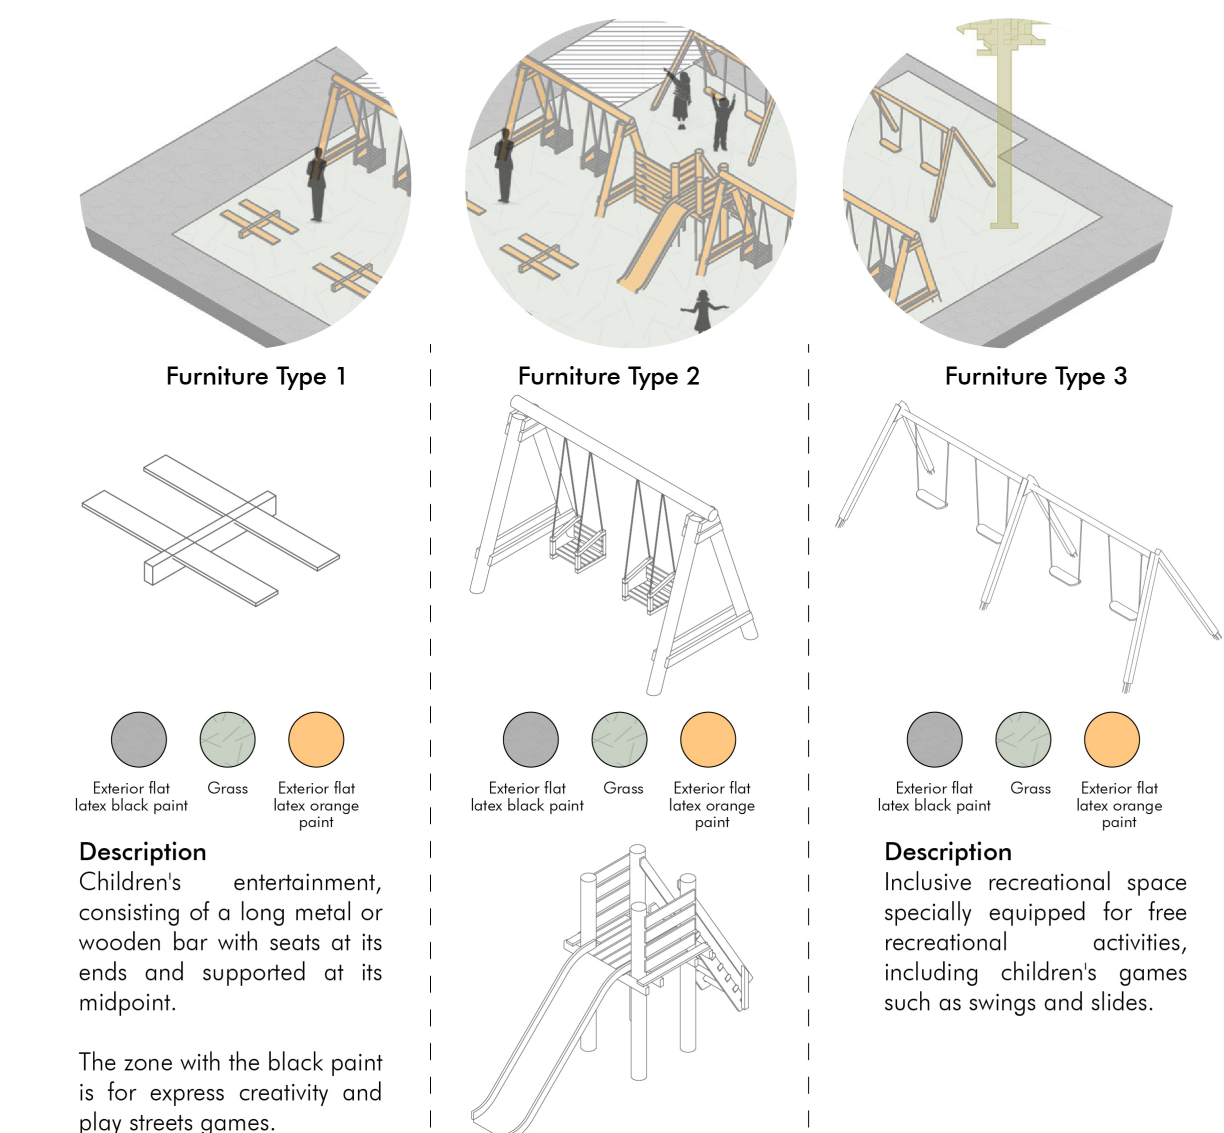 Furniture Type 1
Furniture Type 2
Furniture Type 3
Exterior flat
latex black paint
Grass
Exterior flat
latex orange
paint
Exterior flat
latex black paint
Grass
Exterior flat
latex orange
paint
Exterior flat
latex black paint
Grass
Exterior flat
latex orange
paint
Description
Children's entertainment,
consisting of a long metal or
wooden bar with seats at its
ends and supported at its
midpoint.
The zone with the black paint
is for express creativity and
play streets games.
Description
Inclusive recreational space
specially equipped for free
recreational activities,
including children's games
such as swings and slides.